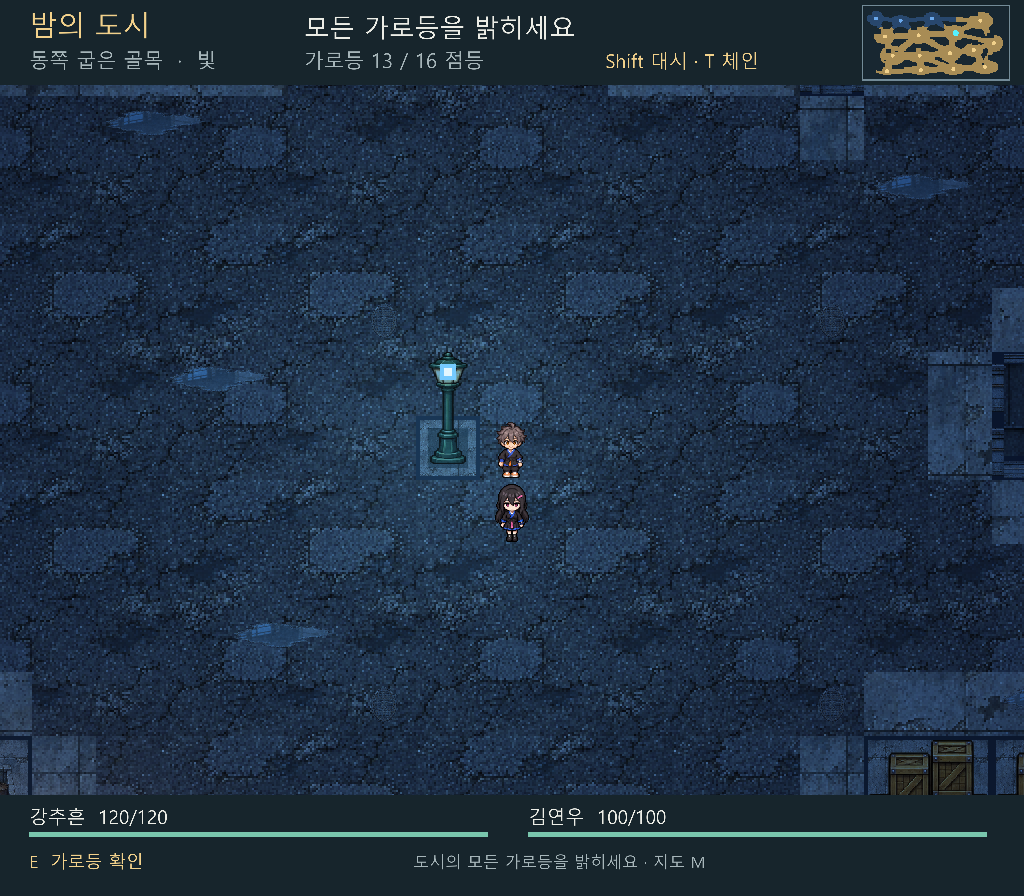 밤의 도시
모든 가로등을 밝히세요
동쪽 굽은 골목 · 빛
가로등 13 / 16 점등
Shift 대시 · T 체인
강추흔 120/120
김연우 100/100
E 가로등 확인
도시의 모든 가로등을 밝히세요 · 지도 M